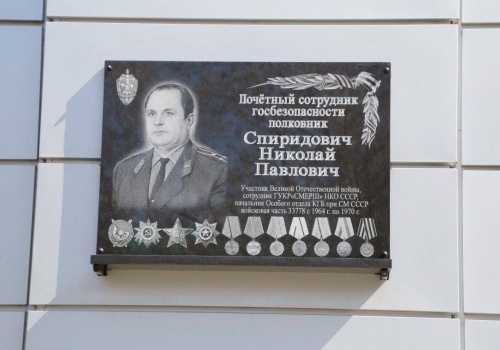 Почётный сотрудник
госбезопасности
полковник
Спиридович
Николай
Павлович
Участник Великой Отечественной войны,
сотрудник ГУКР«СМЕРШ» НКО СССР,
начальник Особого отдела КГБ при СМ СССР
войсковая часть 33778 с 1964 г. по 1970 г.